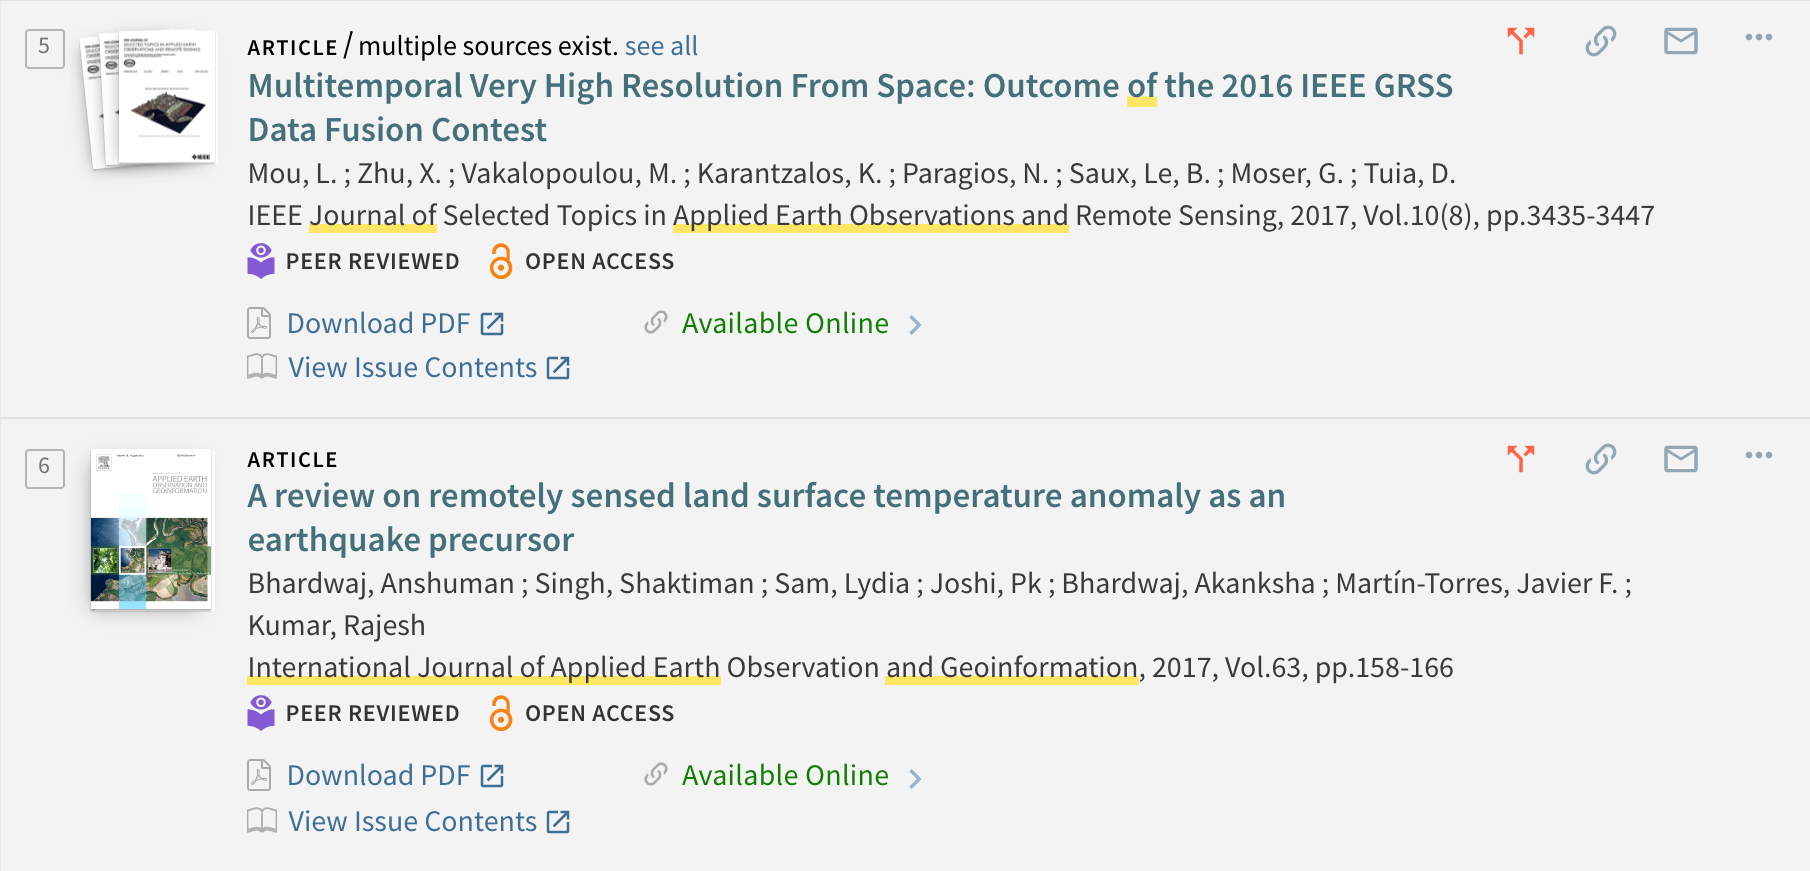 5
ARTICLE / multiple sources exist. see all
Multitemporal Very High Resolution From Space: Outcome of the 2016 IEEE GRSS
Data Fusion Contest
Mou, L. ; Zhu, X. ; Vakalopoulou, M. ; Karantzalos, K. ; Paragios, N. ; Saux, Le, B. ; Moser, G. ; Tuia, D.
IEEE Journal of Selected Topics in Applied Earth Observations and Remote Sensing, 2017, Vol.10(8), pp.3435-3447
PEER REVIEWED OPEN ACCESS
Download PDF Available Online
View Issue Contents
6
APPLIED EARTH
OBSERVATION AND
GEOINFORMATION
ARTICLE
A review on remotely sensed land surface temperature anomaly as an
earthquake precursor
Bhardwaj, Anshuman ; Singh, Shaktiman ; Sam, Lydia ; Joshi, Pk ; Bhardwaj, Akanksha ; Martín-Torres, Javier F. ;
Kumar, Rajesh
International Journal of Applied Earth Observation and Geoinformation, 2017, Vol.63, pp.158-166
PEER REVIEWED OPEN ACCESS
Download PDF Available Online
View Issue Contents